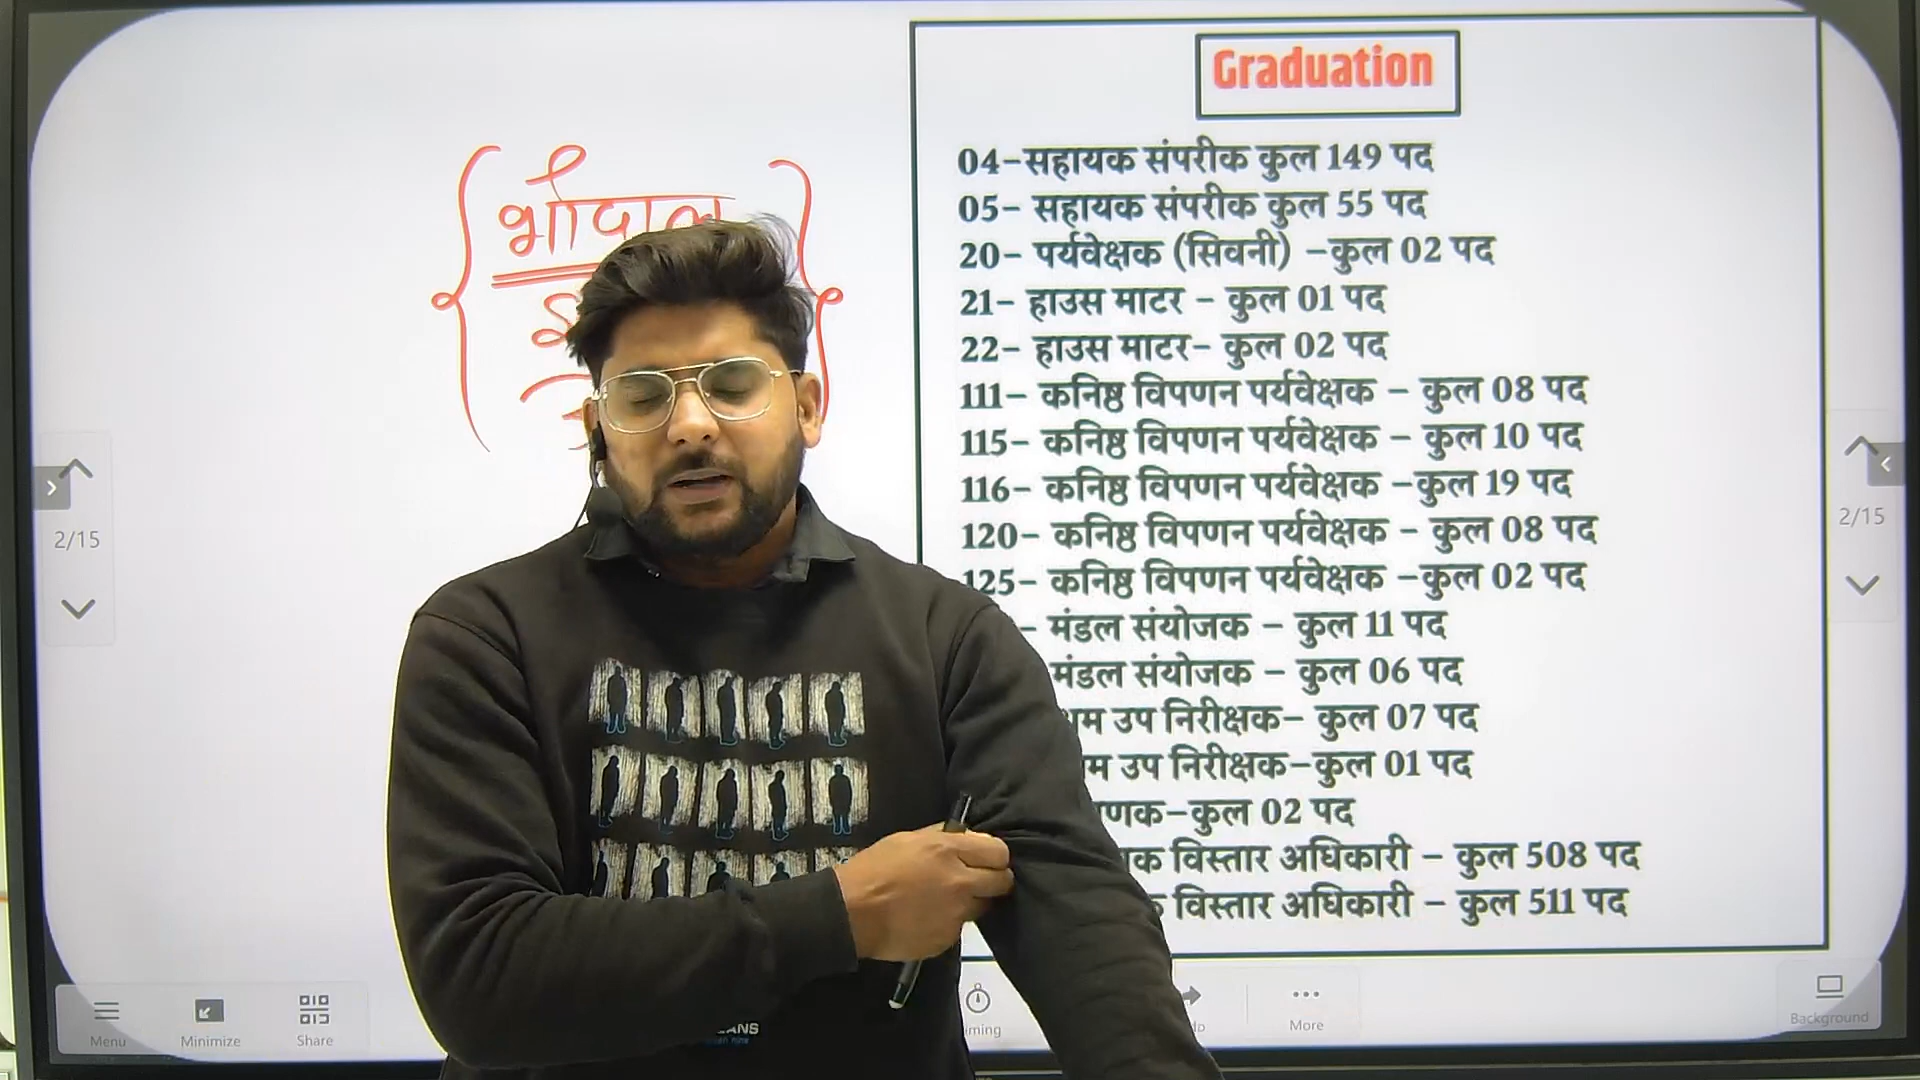 भोपाल
Graduation
04-सहायक संपरीक कुल 149 पद
05- सहायक संपरीक कुल 55 पद
20- पर्यवेक्षक (सिवनी) -कुल 02 पद
21- हाउस माटर - कुल 01 पद
22- हाउस माटर- कुल 02 पद
111- कनिष्ठ विपणन पर्यवेक्षक - कुल 08 पद
115- कनिष्ठ विपणन पर्यवेक्षक - कुल 10 पद
116- कनिष्ठ विपणन पर्यवेक्षक -कुल 19 पद
120- कनिष्ठ विपणन पर्यवेक्षक - कुल 08 पद
125- कनिष्ठ विपणन पर्यवेक्षक -कुल 02 पद
- मंडल संयोजक - कुल 11 पद
मंडल संयोजक - कुल 06 पद
उप निरीक्षक- कुल 07 पद
उप निरीक्षक-कुल 01 पद
कुल 02 पद
विस्तार अधिकारी - कुल 508 पद
विस्तार अधिकारी - कुल 511 पद
2/15
2/15
Menu
Minimize
Share
More
Background